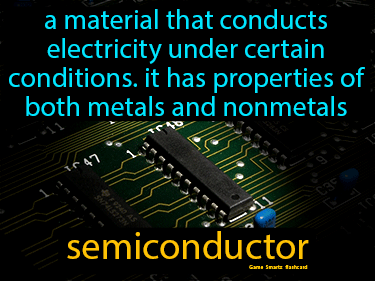 a material that conducts
electricity under certain
conditions. it has properties of
both metals and nonmetals
semiconductor
Game Smartz flashcard